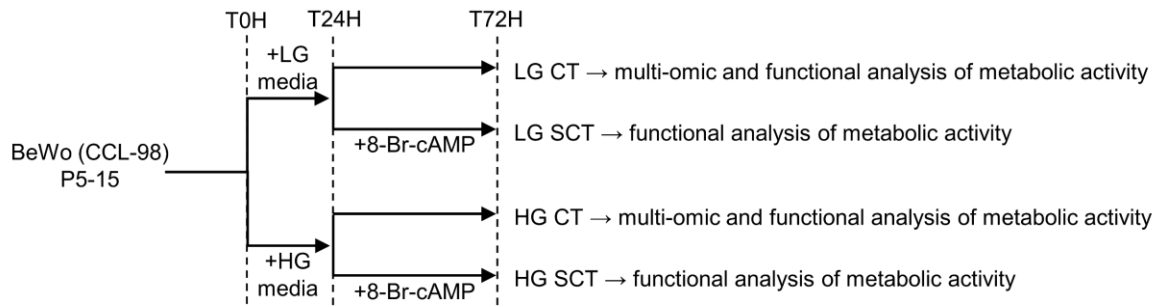 T0H T24H T72H
+LG
media
LG CT → multi-omic and functional analysis of metabolic activity
+8-Br-cAMP
LG SCT → functional analysis of metabolic activity
BeWo (CCL-98)
P5-15
HG CT → multi-omic and functional analysis of metabolic activity
+HG
media
+8-Br-cAMP
HG SCT → functional analysis of metabolic activity